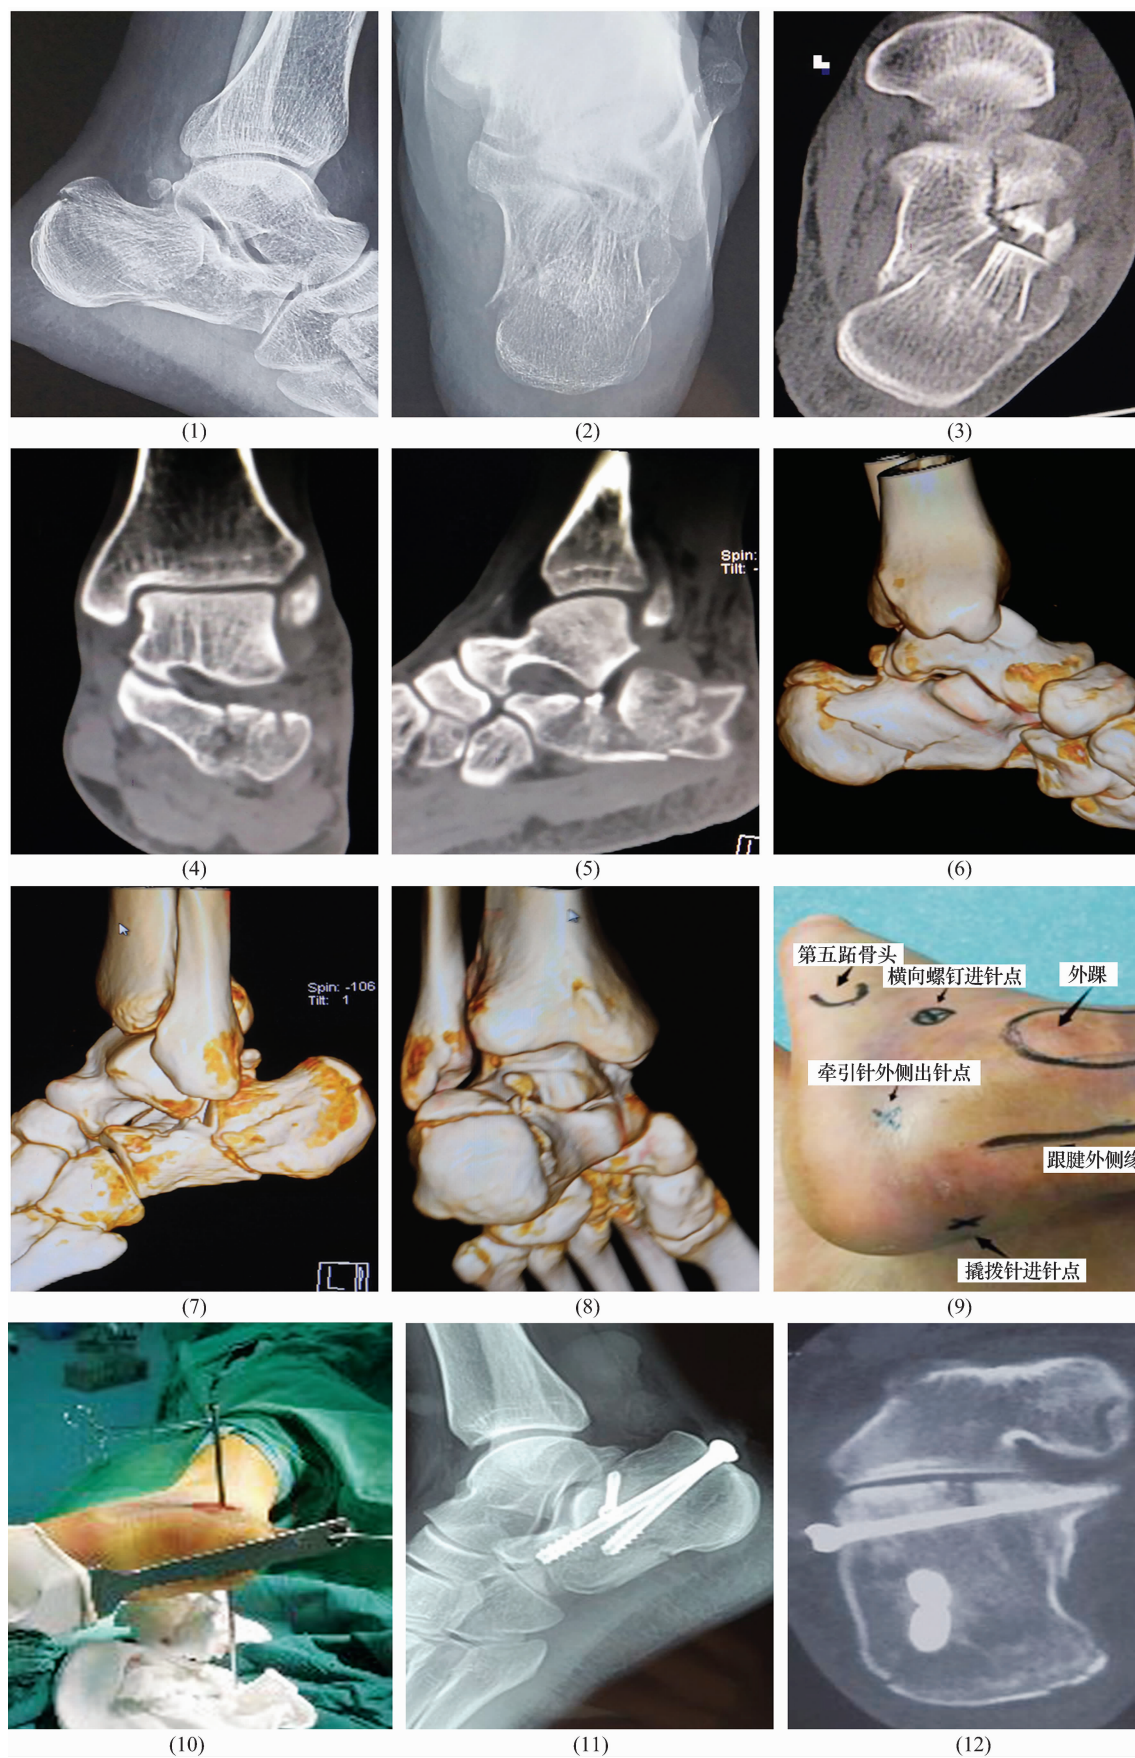 (1)
(2)
(3)
Spin:
Tilt: -
(4)
(5)
(6)
Spin: -106
Tilt: 1
(7)
(8)
第五跖骨头
横向螺钉进针点
外踝
牵引针外侧出针点
跟腱外侧缘
撬拨针进针点
(9)
(10)
(11)
(12)